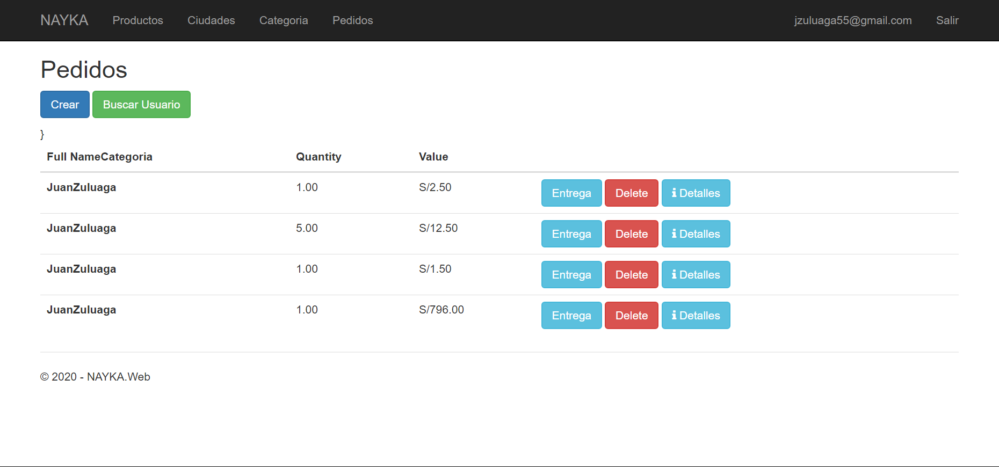 NAYKA Productos Ciudades Categoria Pedidos jzuluaga55@gmail.com Salir
Pedidos
Crear Buscar Usuario
}
Full NameCategoria Quantity Value
JuanZuluaga 1.00 S/2.50 Entrega Delete Detalles
JuanZuluaga 5.00 S/12.50 Entrega Delete Detalles
JuanZuluaga 1.00 S/1.50 Entrega Delete Detalles
JuanZuluaga 1.00 S/796.00 Entrega Delete Detalles
© 2020 - NAYKA.Web